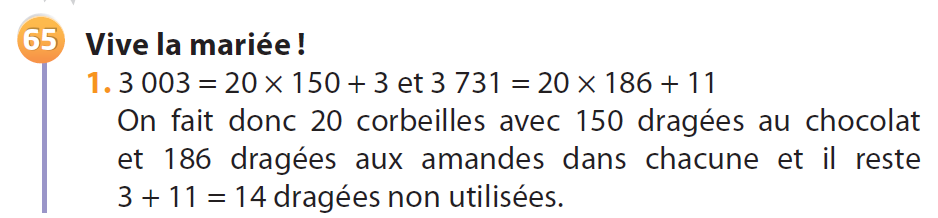 65 Vive la mariée !
1. 3 003 = 20 × 150 + 3 et 3 731 = 20 × 186 + 11
On fait donc 20 corbeilles avec 150 dragées au chocolat
et 186 dragées aux amandes dans chacune et il reste
3 + 11 = 14 dragées non utilisées.